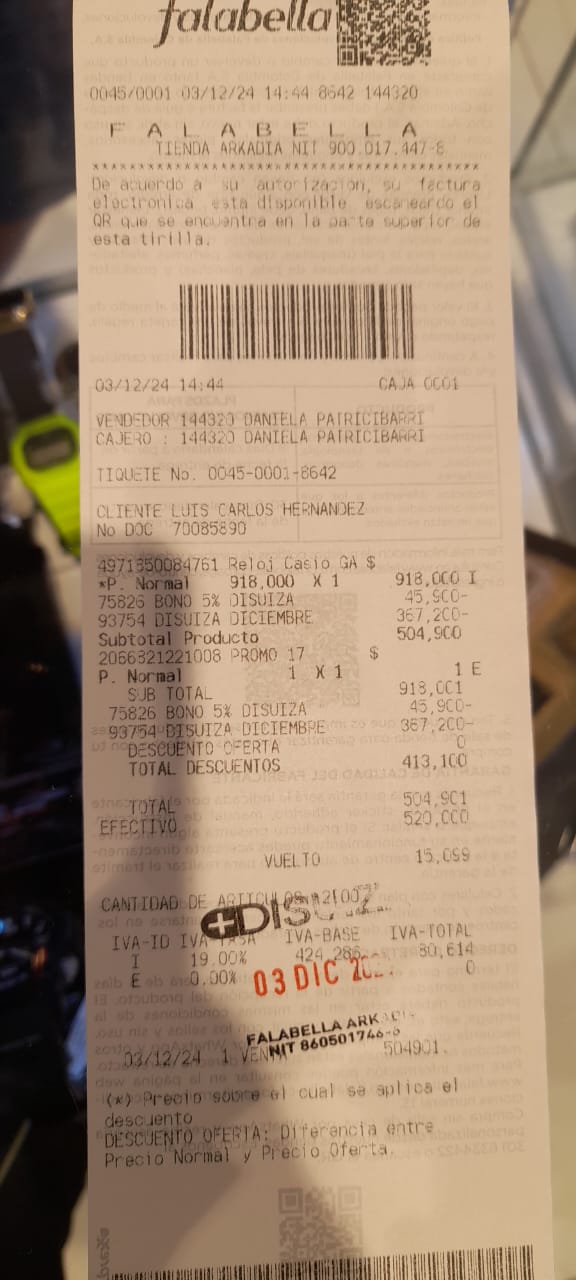 falabella
0045/0001 03/12/24 14:44 8642 144320
F A L A B E L L A
TIENDA ARKADIA NIT 900.017.447-8
****************************************
De acuerdo a su autorizacion, su factura
electronica esta disponible escaneardo el
QR que se encuentra en la parte superior de
esta tirilla.
03/12/24 14:44 CAJA 0001
VENDEDOR 144320 DANIELA PATRICIBARRI
CAJERO : 144320 DANIELA PATRICIBARRI
TIQUETE No. 0045-0001-8642
CLIENTE LUIS CARLOS HERNANDEZ
No DOC 70085890
4971850084761 Reloj Casio GA $
*P. Normal 918,000 X 1 918,000 I
75826 BONO 5% DISUIZA 45,900-
93754 DISUIZA DICIEMBRE 367,200-
Subtotal Producto 504,900
2066321221008 PROMO 17 $
P. Normal 1 X 1 1 E
SUB TOTAL 918,001
75826 BONO 5% DISUIZA 45,900-
93754 DISUIZA DICIEMBRE 367,200-
DESCUENTO OFERTA 0
TOTAL DESCUENTOS 413,100
TOTAL 504,901
EFECTIVO 520,000
VUELTO 15,099
CANTIDAD DE ARTICULOS
IVA-ID IVA-TASA IVA-BASE IVA-TOTAL
I 19.00% 424,286 80,614
E 0.00% 0
03 DIC
FALABELLA ARK
NIT 860501746-6
03/12/24 1 VEN 504901.
(*) Precio sobre el cual se aplica el
descuento
DESCUENTO OFERTA: Diferencia entre
Precio Normal y Precio Oferta.